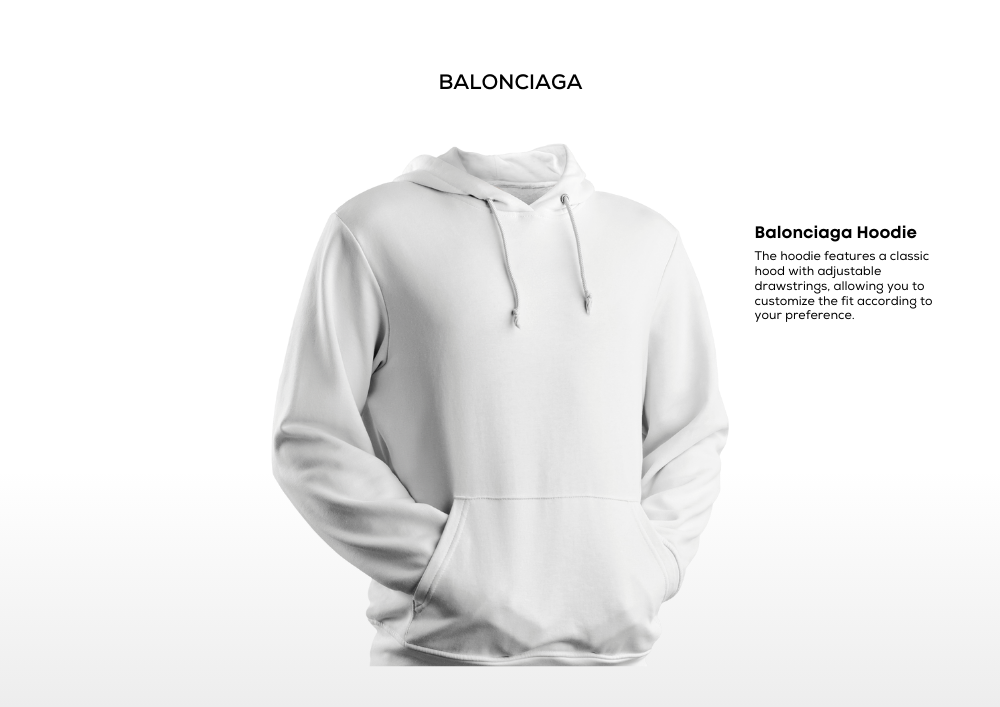 BALONCIAGA
Balonciaga Hoodie
The hoodie features a classic
hood with adjustable
drawstrings, allowing you to
customize the fit according to
your preference.